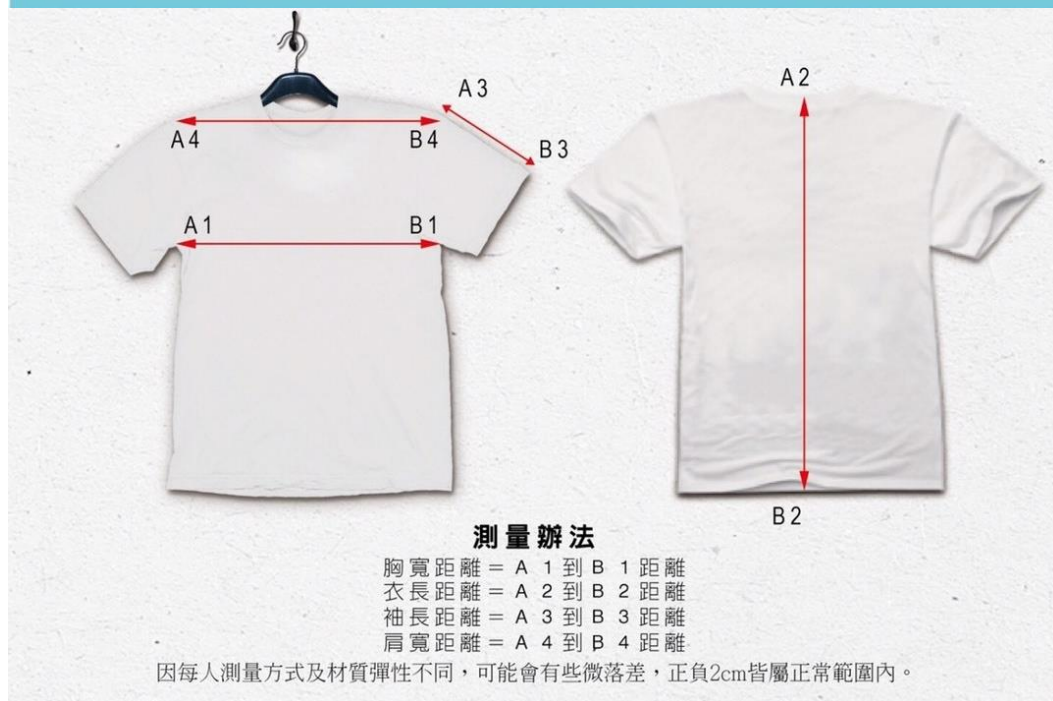 A3
A2
A4
B4
B3
A1
B1
B2
測量辦法
胸寬距離＝A 1到B 1距離
衣長距離＝A 2到B 2距離
袖長距離＝A 3到B 3距離
肩寬距離＝A 4到B 4距離
因每人測量方式及材質彈性不同，可能會有些微落差，正負2cm皆屬正常範圍內。